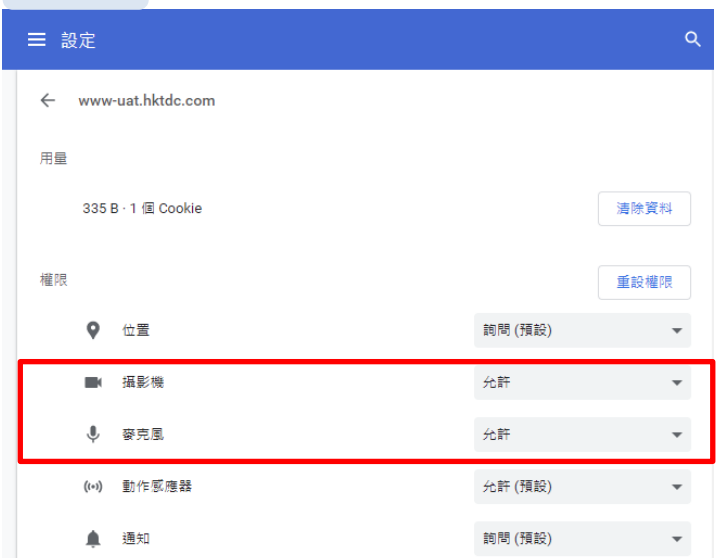 設定
www-uat.hktdc.com
用量
335 B · 1 個 Cookie
清除資料
權限
重設權限
位置
詢問 (預設)
攝影機
允許
麥克風
允許
動作感應器
允許 (預設)
通知
詢問 (預設)